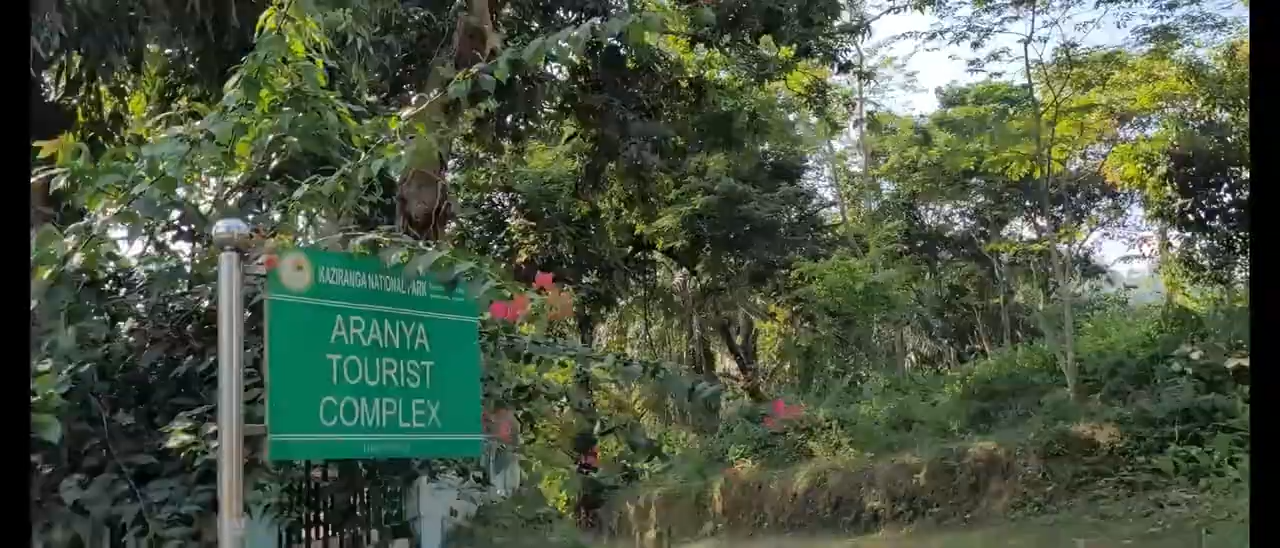 KAZIRANGA NATIONAL PARK
ARANYA
TOURIST
COMPLEX